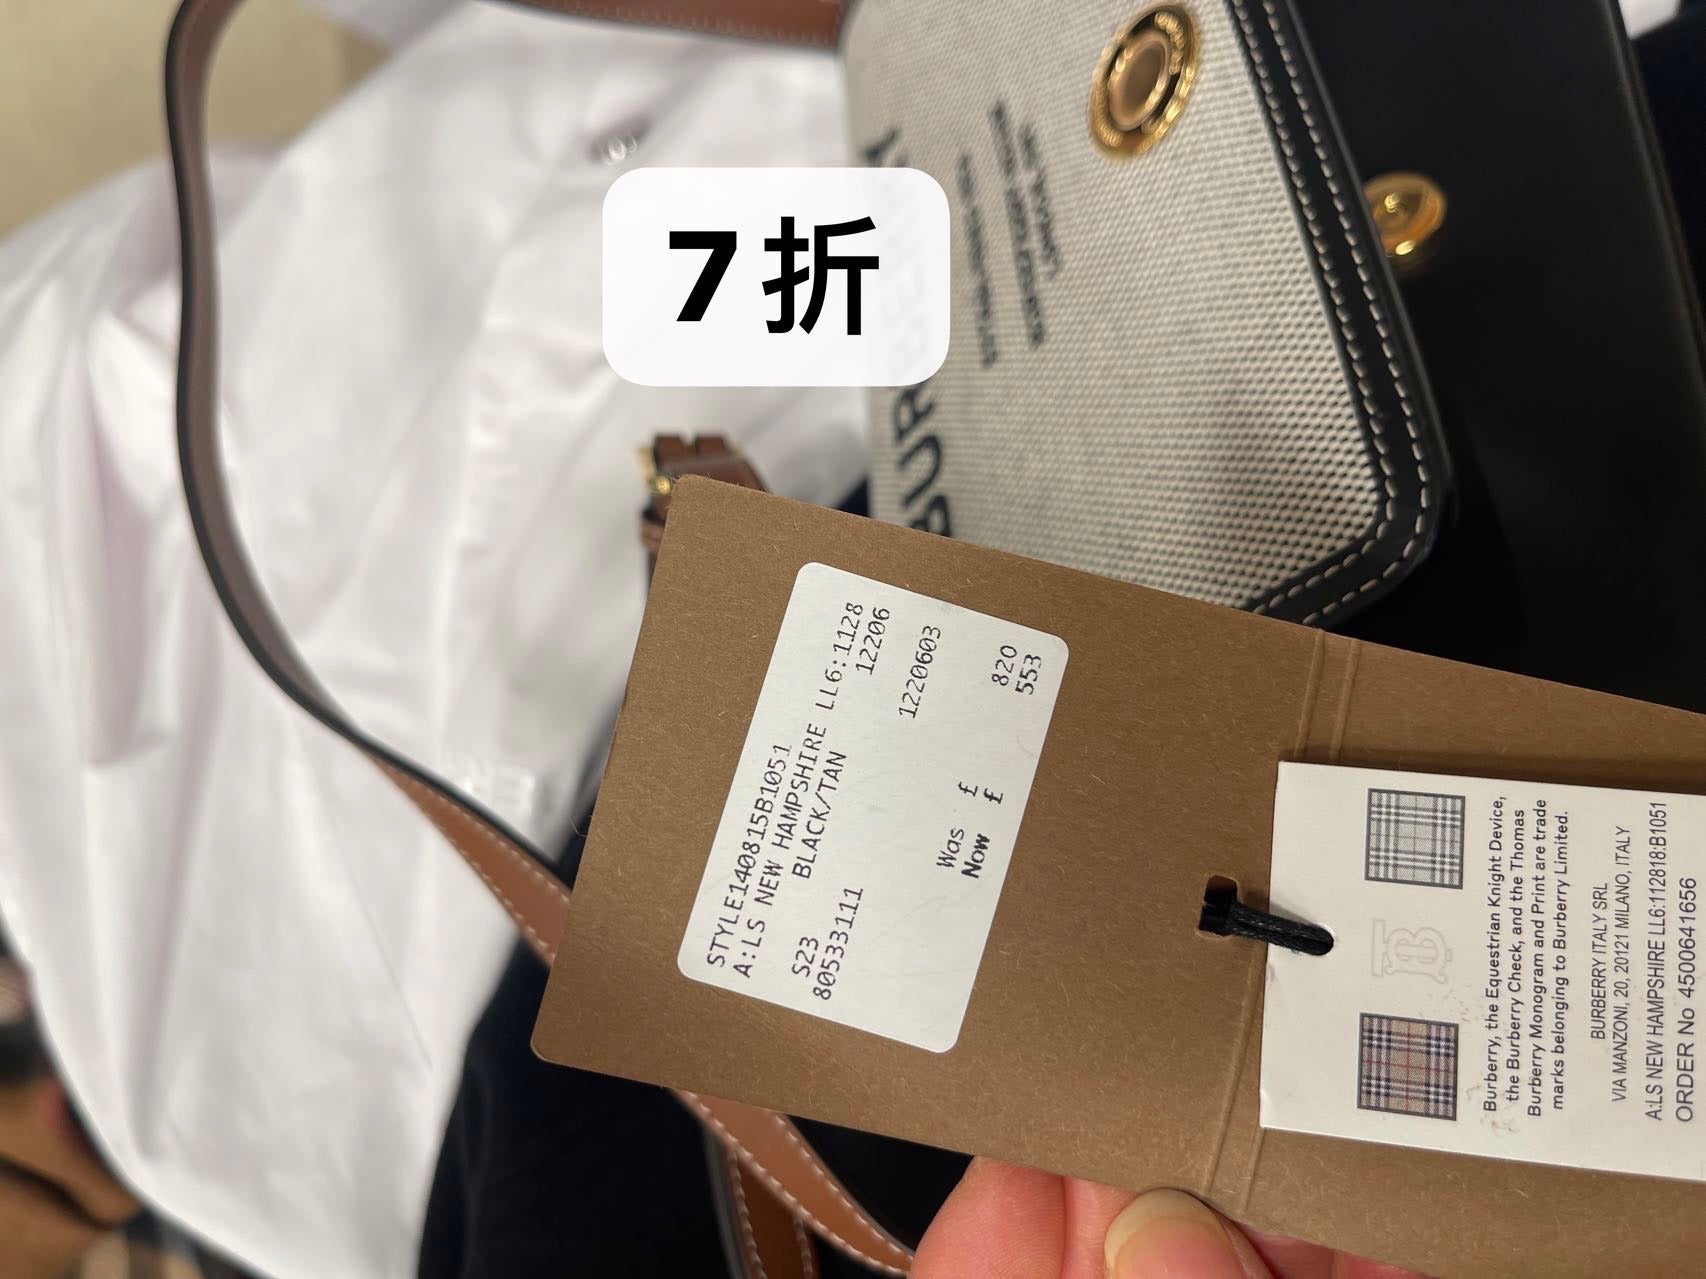 7折
BURBERRY
STYLE140815B1051
A:LS NEW HAMPSHIRE LL6:1128
12206
S23 BLACK/TAN
80533111
1220603
Was £ 820
Now £ 553
Burberry, the Equestrian Knight Device,
the Burberry Check, and the Thomas
Burberry Monogram and Print are trade
marks belonging to Burberry Limited.
BURBERRY ITALY SRL
VIA MANZONI, 20, 20121 MILANO, ITALY
A:LS NEW HAMPSHIRE LL6:112818:B1051
ORDER No 4500641656